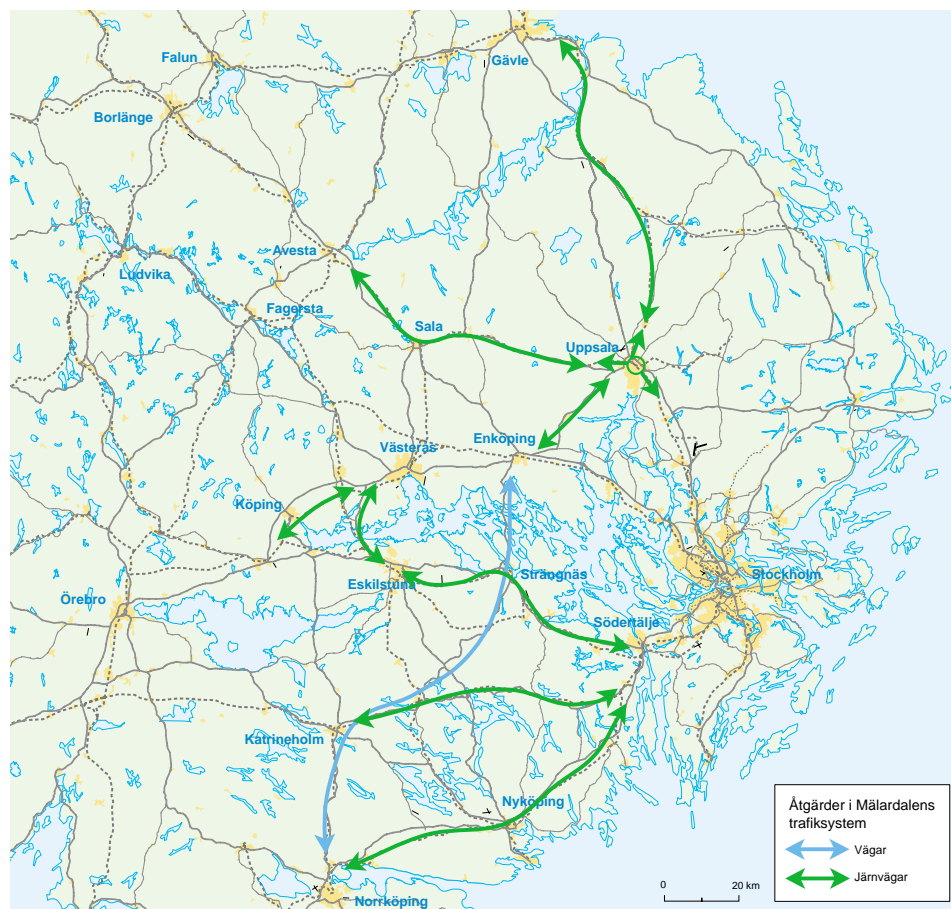 Falun
Gävle
Borlänge
Avesta
Ludvika
Fagersta
Sala
Uppsala
Västerås
Enköping
Köping
Eskilstuna
Strängnäs
Stockholm
Örebro
Södertälje
Katrineholm
Nyköping
Norrköping
Åtgärder i Mälardalens
trafiksystem
Vägar
Järnvägar
0 20 km